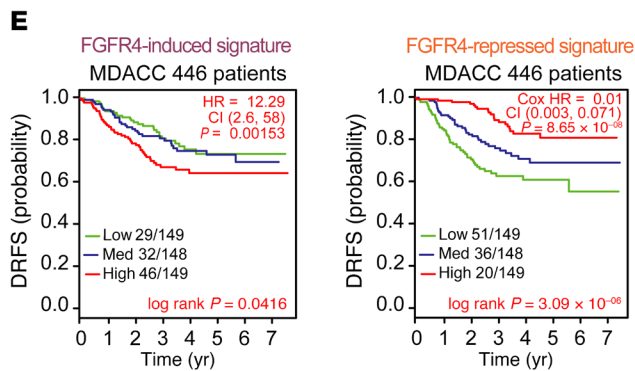 E
FGFR4-induced signature
MDACC 446 patients
HR = 12.29
CI (2.6, 58)
P = 0.00153
DRFS (probability)
1.0
0.8
0.6
0.4
0.2
0.0
Low 29/149
Med 32/148
High 46/149
log rank P = 0.0416
0 1 2 3 4 5 6 7
Time (yr)
FGFR4-repressed signature
MDACC 446 patients
Cox HR = 0.01
CI (0.003, 0.071)
P = 8.65 × 10⁻⁰⁸
DRFS (probability)
1.0
0.8
0.6
0.4
0.2
0.0
Low 51/149
Med 36/148
High 20/149
log rank P = 3.09 × 10⁻⁰⁶
0 1 2 3 4 5 6 7
Time (yr)